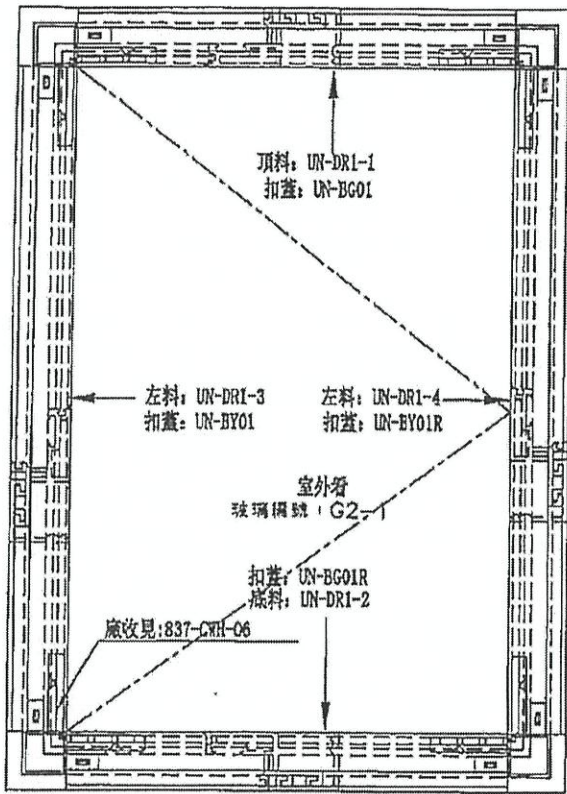 頂料: UN-DR1-1
扣蓋: UN-BG01
左料: UN-DR1-3
扣蓋: UN-BY01
左料: UN-DR1-4
扣蓋: UN-BY01R
室外看
玻璃編號 (G2-)
扣蓋: UN-BG01R
底料: UN-DR1-2
廠收見:837-CWH-06